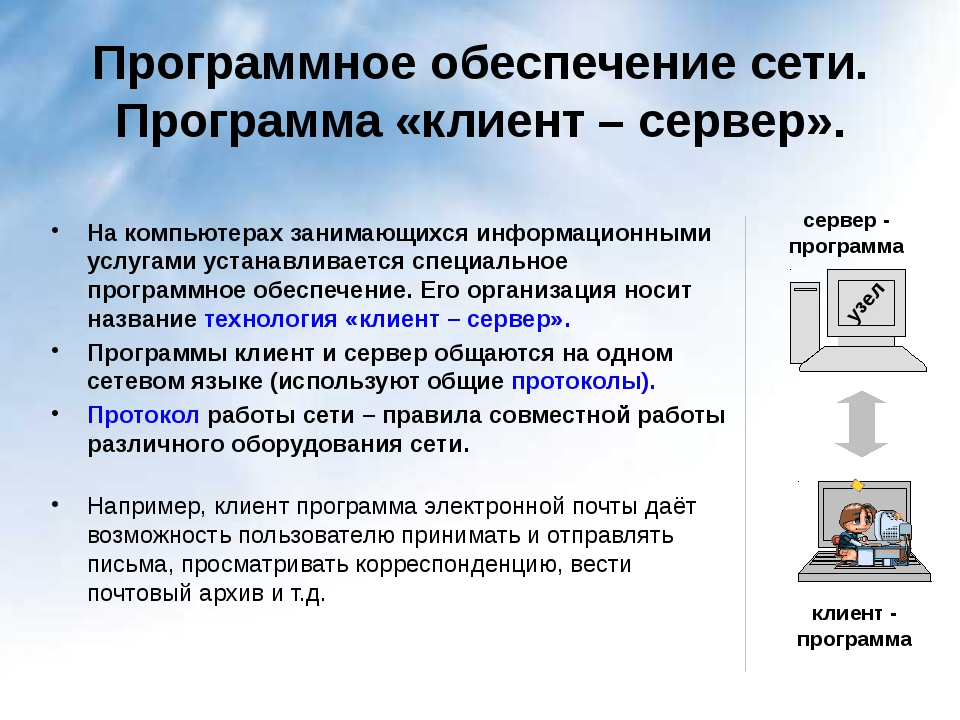 Программное обеспечение сети.
Программа «клиент – сервер».
• На компьютерах занимающихся информационными
услугами устанавливается специальное
программное обеспечение. Его организация носит
название технология «клиент – сервер».
• Программы клиент и сервер общаются на одном
сетевом языке (используют общие протоколы).
• Протокол работы сети – правила совместной работы
различного оборудования сети.
• Например, клиент программа электронной почты даёт
возможность пользователю принимать и отправлять
письма, просматривать корреспонденцию, вести
почтовый архив и т.д.
сервер -
программа
узел
клиент -
программа